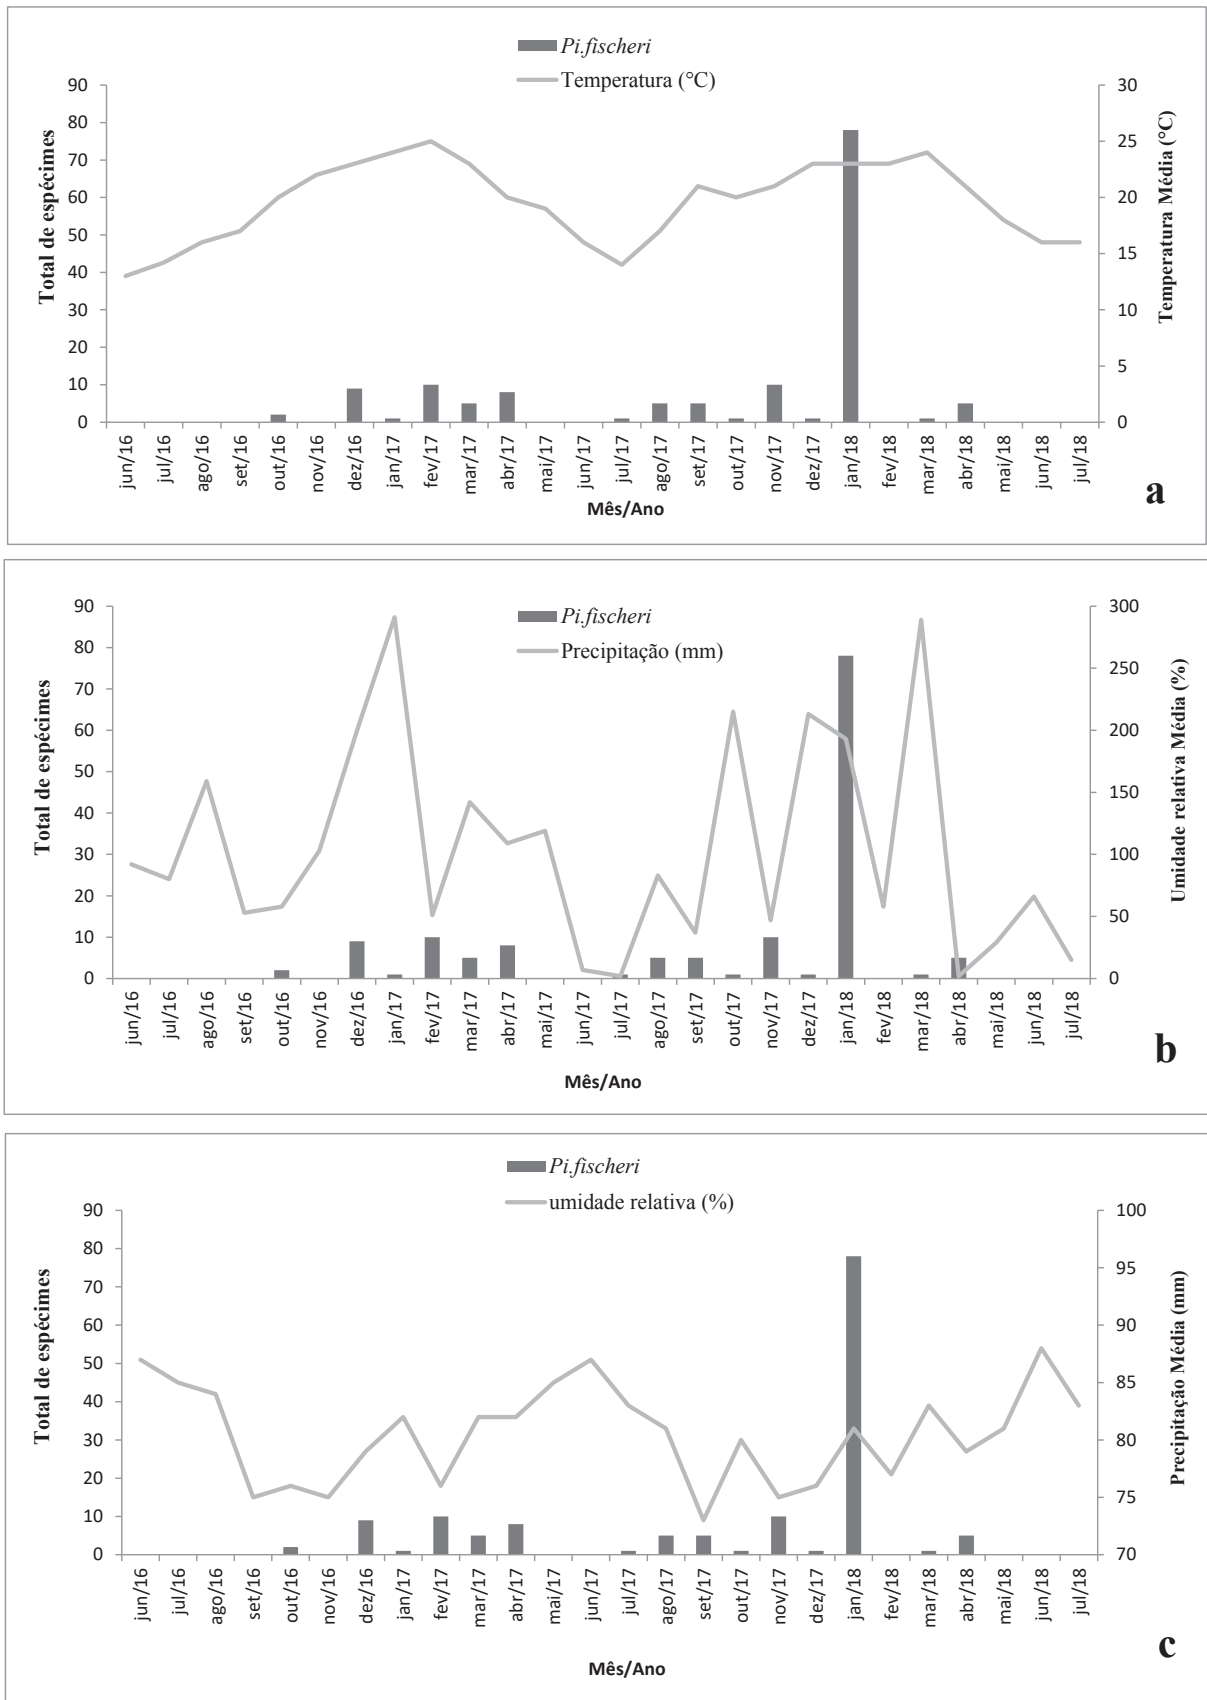 Pi.fischeri
Temperatura (°C)
90
80
70
60
50
40
30
20
10
0
Total de espécimes
30
25
20
15
10
5
0
Temperatura Média (°C)
jun/16
jul/16
ago/16
set/16
out/16
nov/16
dez/16
jan/17
fev/17
mar/17
abr/17
mai/17
jun/17
jul/17
ago/17
set/17
out/17
nov/17
dez/17
jan/18
fev/18
mar/18
abr/18
mai/18
jun/18
jul/18
Mês/Ano
a
Pi.fischeri
Precipitação (mm)
90
80
70
60
50
40
30
20
10
0
Total de espécimes
300
250
200
150
100
50
0
Umidade relativa Média (%)
jun/16
jul/16
ago/16
set/16
out/16
nov/16
dez/16
jan/17
fev/17
mar/17
abr/17
mai/17
jun/17
jul/17
ago/17
set/17
out/17
nov/17
dez/17
jan/18
fev/18
mar/18
abr/18
mai/18
jun/18
jul/18
Mês/Ano
b
Pi.fischeri
umidade relativa (%)
90
80
70
60
50
40
30
20
10
0
Total de espécimes
100
95
90
85
80
75
70
Precipitação Média (mm)
jun/16
jul/16
ago/16
set/16
out/16
nov/16
dez/16
jan/17
fev/17
mar/17
abr/17
mai/17
jun/17
jul/17
ago/17
set/17
out/17
nov/17
dez/17
jan/18
fev/18
mar/18
abr/18
mai/18
jun/18
jul/18
Mês/Ano
c